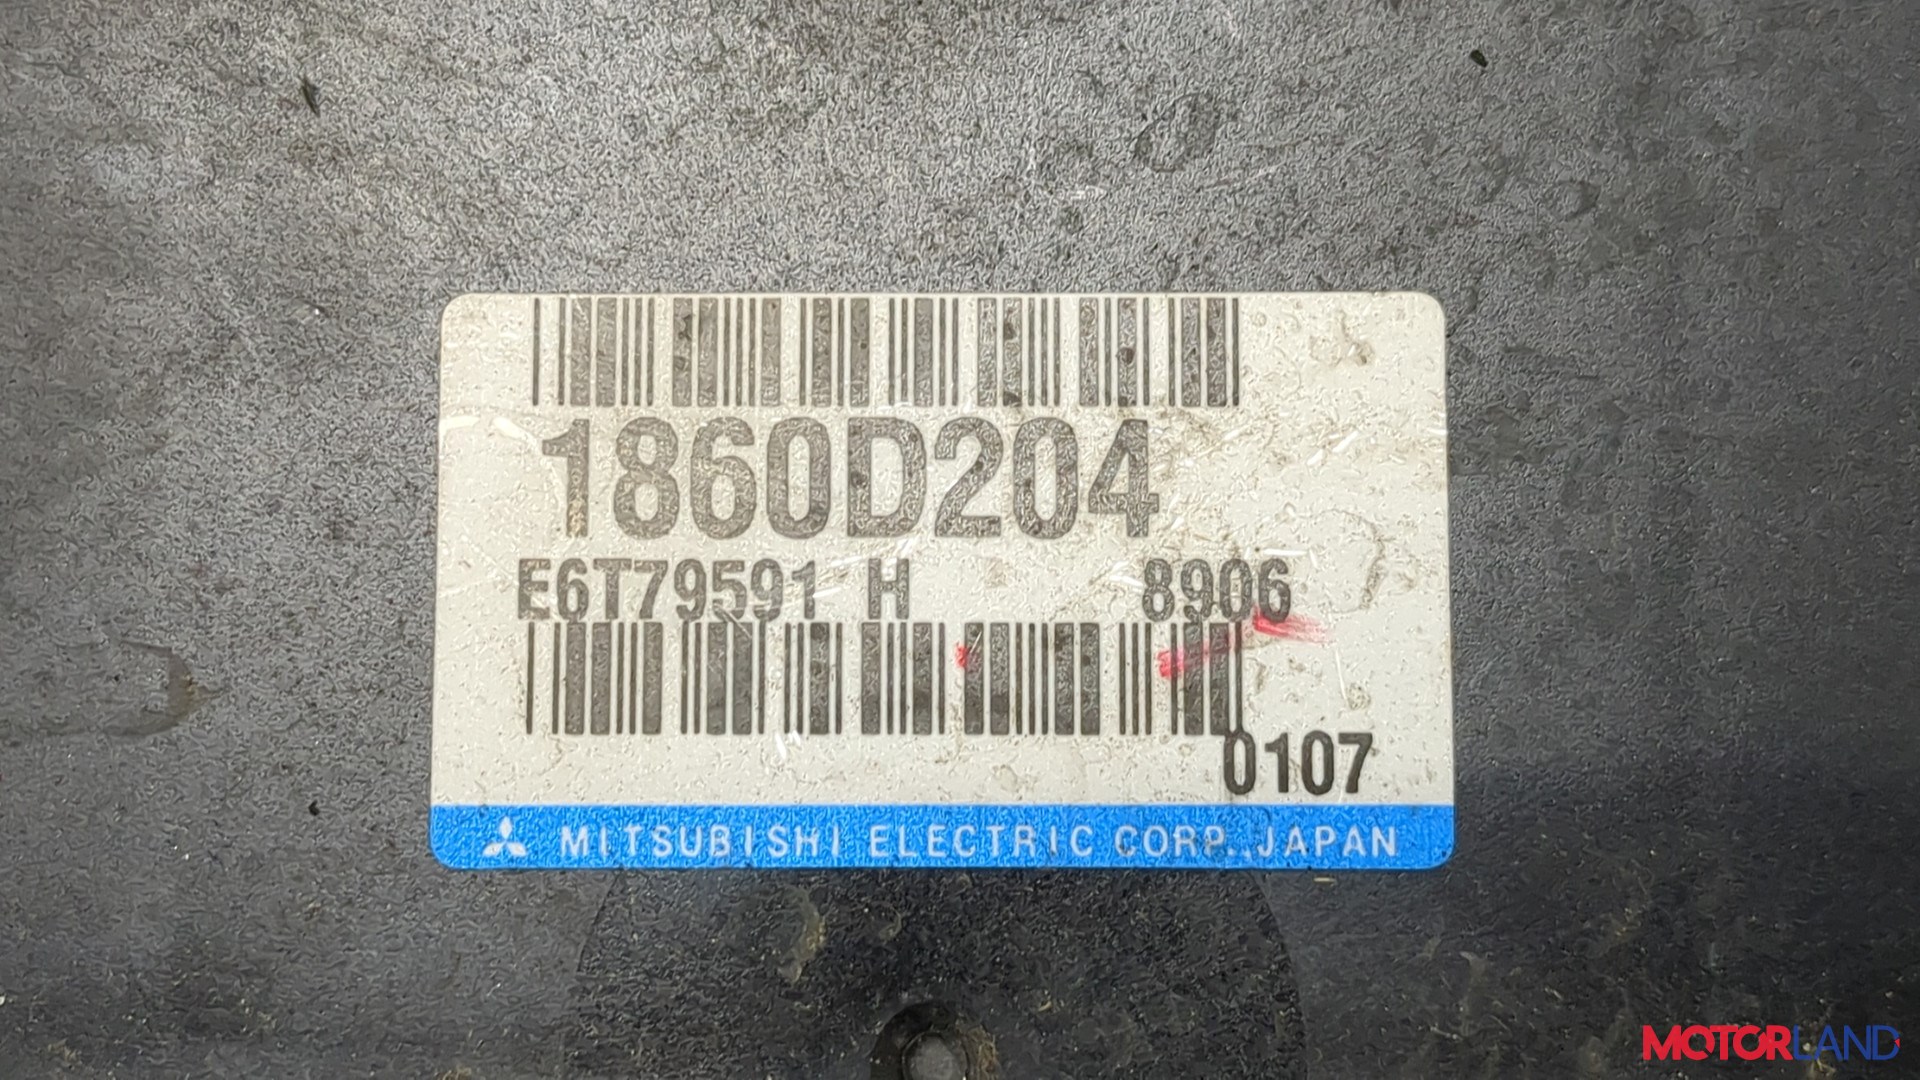 1860D204
E6T79591 H 8906
0107
MITSUBISHI ELECTRIC CORP., JAPAN
MOTORLAND